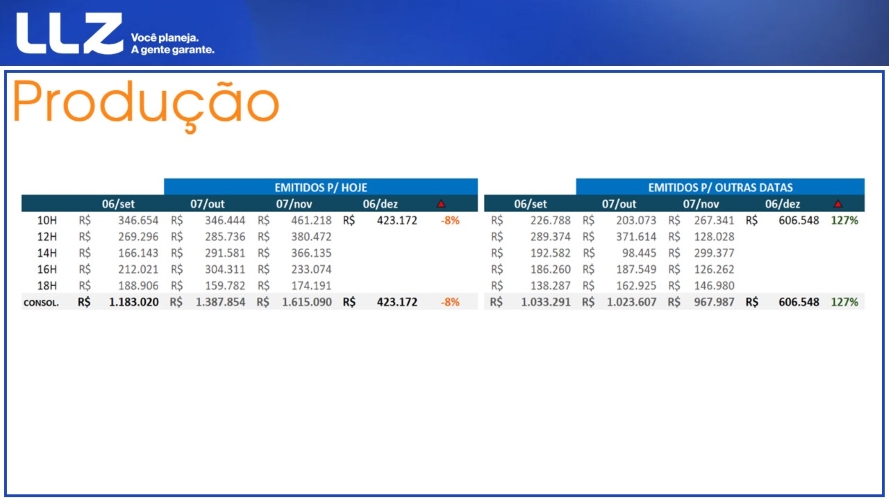 LLZ Você planeja.
A gente garante.
Produção
EMITIDOS P/ HOJE EMITIDOS P/ OUTRAS DATAS
06/set 07/out 07/nov 06/dez 06/set 07/out 07/nov 06/dez
10H R$ 346.654 R$ 346.444 R$ 461.218 R$ 423.172 -8% R$ 226.788 R$ 203.073 R$ 267.341 R$ 606.548 127%
12H R$ 269.296 R$ 285.736 R$ 380.472 R$ 289.374 R$ 371.614 R$ 128.028
14H R$ 166.143 R$ 291.581 R$ 366.135 R$ 192.582 R$ 98.445 R$ 299.377
16H R$ 212.021 R$ 304.311 R$ 233.074 R$ 186.260 R$ 187.549 R$ 126.262
18H R$ 188.906 R$ 159.782 R$ 174.191 R$ 138.287 R$ 162.925 R$ 146.980
CONSOL. R$ 1.183.020 R$ 1.387.854 R$ 1.615.090 R$ 423.172 -8% R$ 1.033.291 R$ 1.023.607 R$ 967.987 R$ 606.548 127%